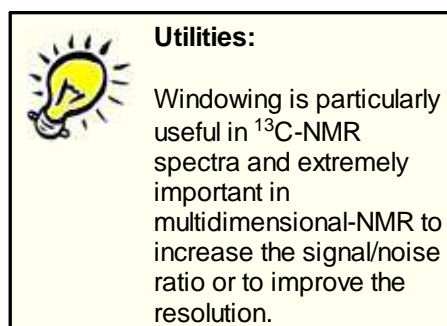 Utilities:
Windowing is particularly
useful in ¹³C-NMR
spectra and extremely
important in
multidimensional-NMR to
increase the signal/noise
ratio or to improve the
resolution.